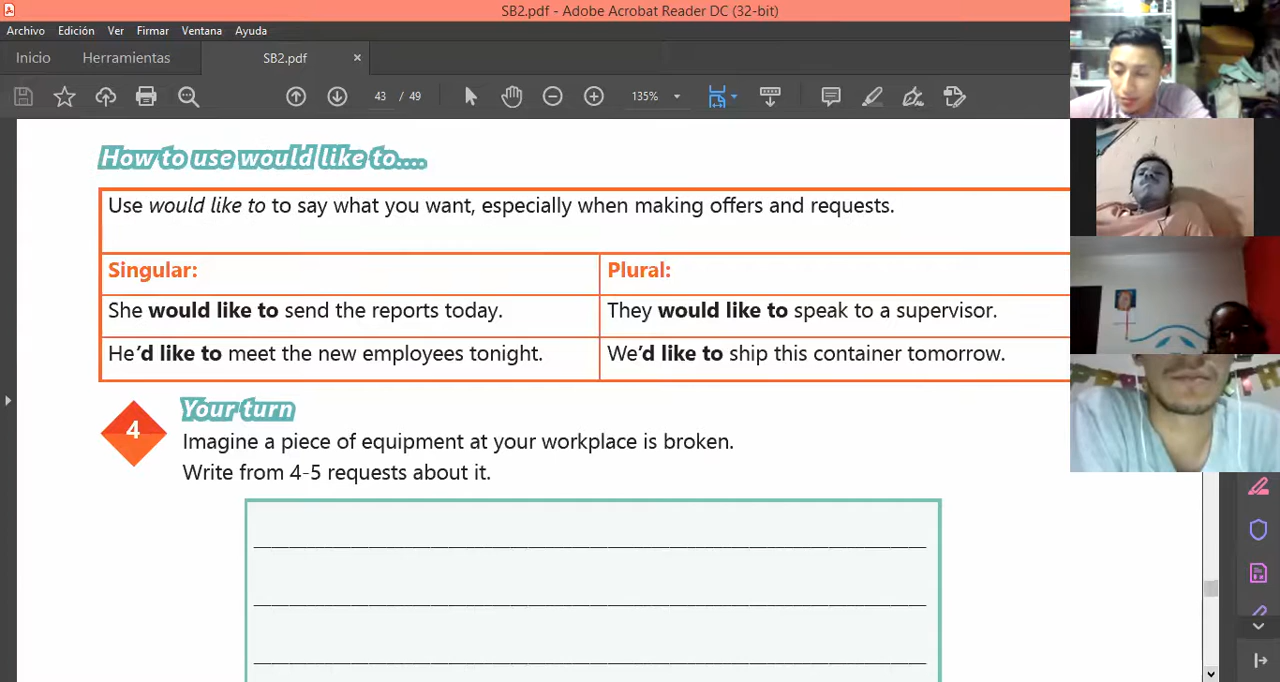 SB2.pdf - Adobe Acrobat Reader DC (32-bit)
Archivo Edición Ver Firmar Ventana Ayuda
Inicio Herramientas SB2.pdf ×
43 / 49 135%
How to use would like to....
Use would like to to say what you want, especially when making offers and requests.
Singular: Plural:
She would like to send the reports today. They would like to speak to a supervisor.
He'd like to meet the new employees tonight. We'd like to ship this container tomorrow.
4 Your turn
Imagine a piece of equipment at your workplace is broken.
Write from 4-5 requests about it.